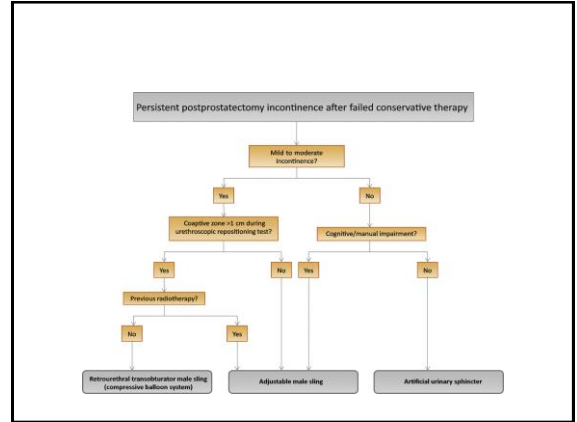 Persistent postprostatectomy incontinence after failed conservative therapy
Mild to moderate
incontinence?
Yes
No
Coaptive zone >1 cm during
urethroscopic repositioning test?
Cognitive/manual impairment?
Yes
No
Yes
No
Previous radiotherapy?
No
Yes
Retrourethral transobturator male sling
(compressive balloon system)
Adjustable male sling
Artificial urinary sphincter